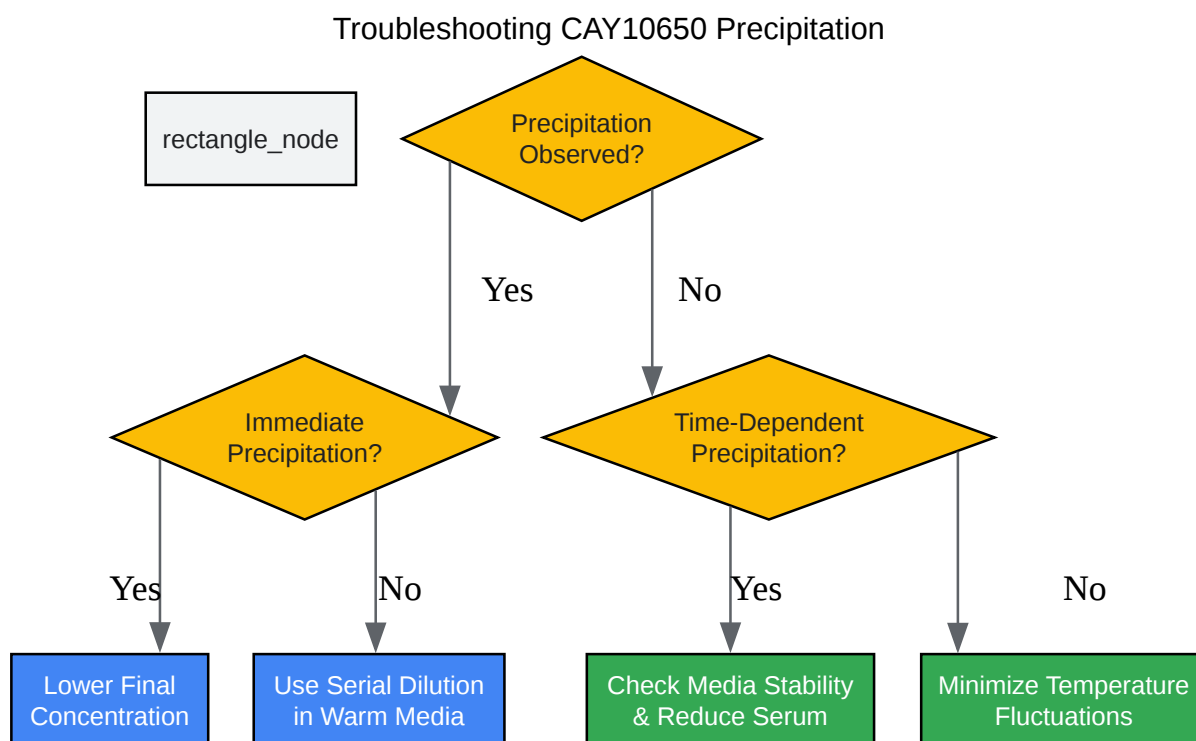 Troubleshooting CAY10650 Precipitation
rectangle_node
Precipitation
Observed?
Yes
No
Immediate
Precipitation?
Time-Dependent
Precipitation?
Yes
No
Yes
No
Lower Final
Concentration
Use Serial Dilution
in Warm Media
Check Media Stability
& Reduce Serum
Minimize Temperature
Fluctuations